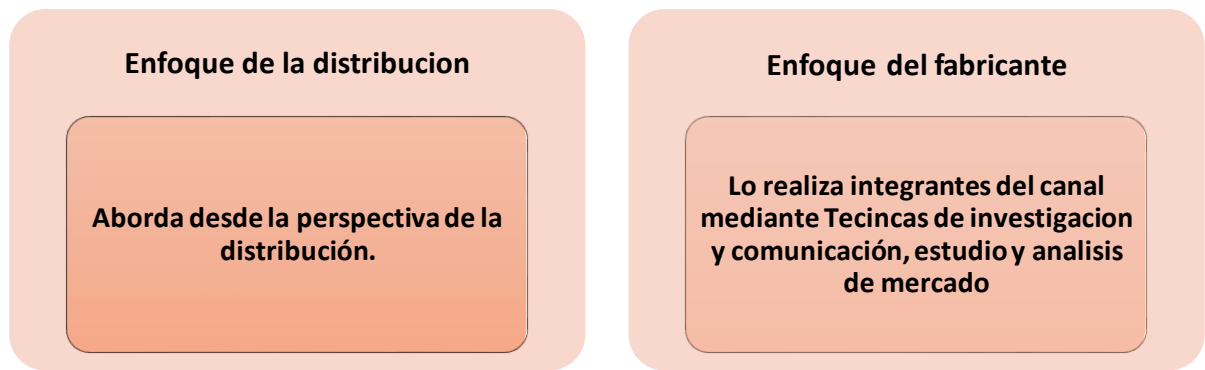 Enfoque de la distribucion
Aborda desde la perspectiva de la
distribución.
Enfoque del fabricante
Lo realiza integrantes del canal
mediante Tecincas de investigacion
y comunicación, estudio y analisis
de mercado